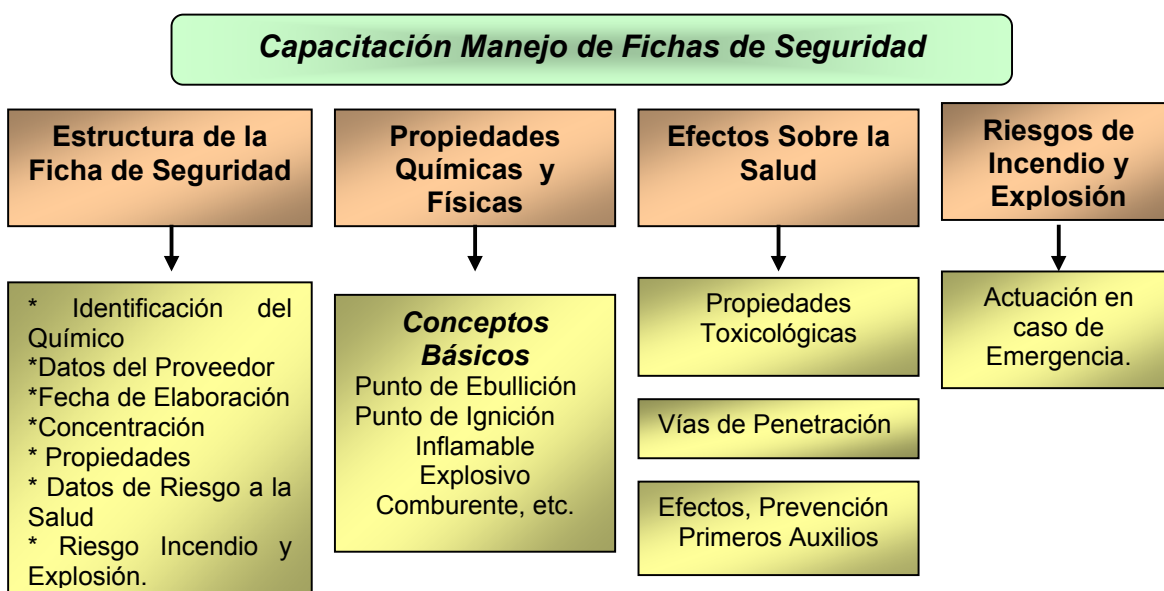 Capacitación Manejo de Fichas de Seguridad
Estructura de la
Ficha de Seguridad
* Identificación del
Químico
*Datos del Proveedor
*Fecha de Elaboración
*Concentración
* Propiedades
* Datos de Riesgo a la
Salud
* Riesgo Incendio y
Explosión.
Propiedades
Químicas y
Físicas
Conceptos
Básicos
Punto de Ebullición
Punto de Ignición
Inflamable
Explosivo
Comburente, etc.
Efectos Sobre la
Salud
Propiedades
Toxicológicas
Vías de Penetración
Efectos, Prevención
Primeros Auxilios
Riesgos de
Incendio y
Explosión
Actuación en
caso de
Emergencia.